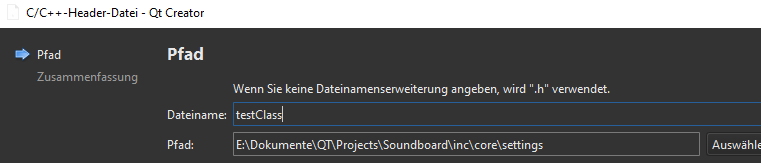 C/C++-Header-Datei - Qt Creator
Pfad
Zusammenfassung
Pfad
Wenn Sie keine Dateinamenserweiterung angeben, wird ".h" verwendet.
Dateiname: testClass
Pfad: E:\Dokumente\QT\Projects\Soundboard\inc\core\settings Auswähle